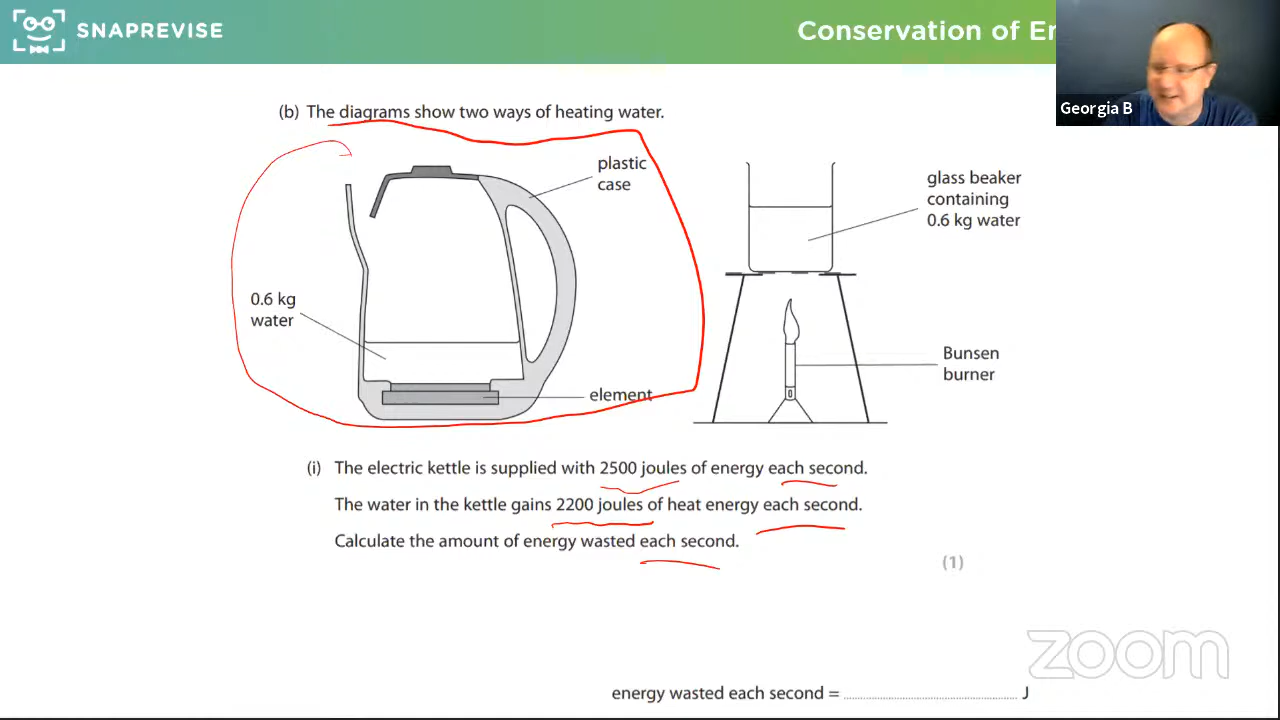 SNAPREVISE
Conservation of En
Georgia B
(b) The diagrams show two ways of heating water.
plastic
case
glass beaker
containing
0.6 kg water
0.6 kg
water
Bunsen
burner
element
(i) The electric kettle is supplied with 2500 joules of energy each second.
The water in the kettle gains 2200 joules of heat energy each second.
Calculate the amount of energy wasted each second.
(1)
zoom
energy wasted each second = ........................................ J